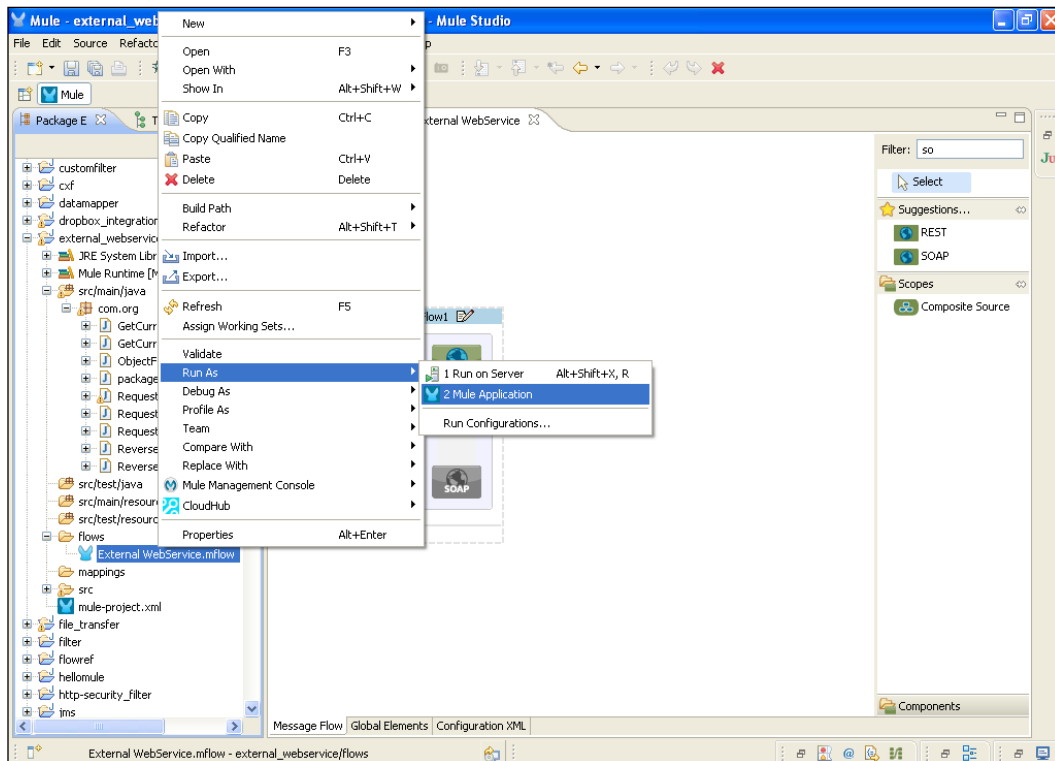 Mule - external_web
- Mule Studio
File Edit Source Refacto
p
Mule
Package E
T
xternal WebService
New
Open F3
Open With
Show In Alt+Shift+W
Copy Ctrl+C
Copy Qualified Name
Paste Ctrl+V
Delete Delete
Build Path
Refactor Alt+Shift+T
Import...
Export...
Refresh F5
Assign Working Sets...
Validate
Run As
Debug As
Profile As
Team
Compare With
Replace With
Mule Management Console
CloudHub
Properties Alt+Enter
1 Run on Server Alt+Shift+X, R
2 Mule Application
Run Configurations...
customfilter
cxf
datamapper
dropbox_integration
external_webservic
JRE System Libr
Mule Runtime [M
src/main/java
com.org
GetCurr
GetCurr
ObjectF
package
Request
Request
Request
Reverse
Reverse
src/test/java
src/main/resour
src/test/resourc
flows
External WebService.mflow
mappings
src
mule-project.xml
file_transfer
filter
flowref
hellomule
http-security_filter
jms
low1
SOAP
Filter: so
Select
Suggestions...
REST
SOAP
Scopes
Composite Source
Components
Ju
Message Flow Global Elements Configuration XML
External WebService.mflow - external_webservice/flows